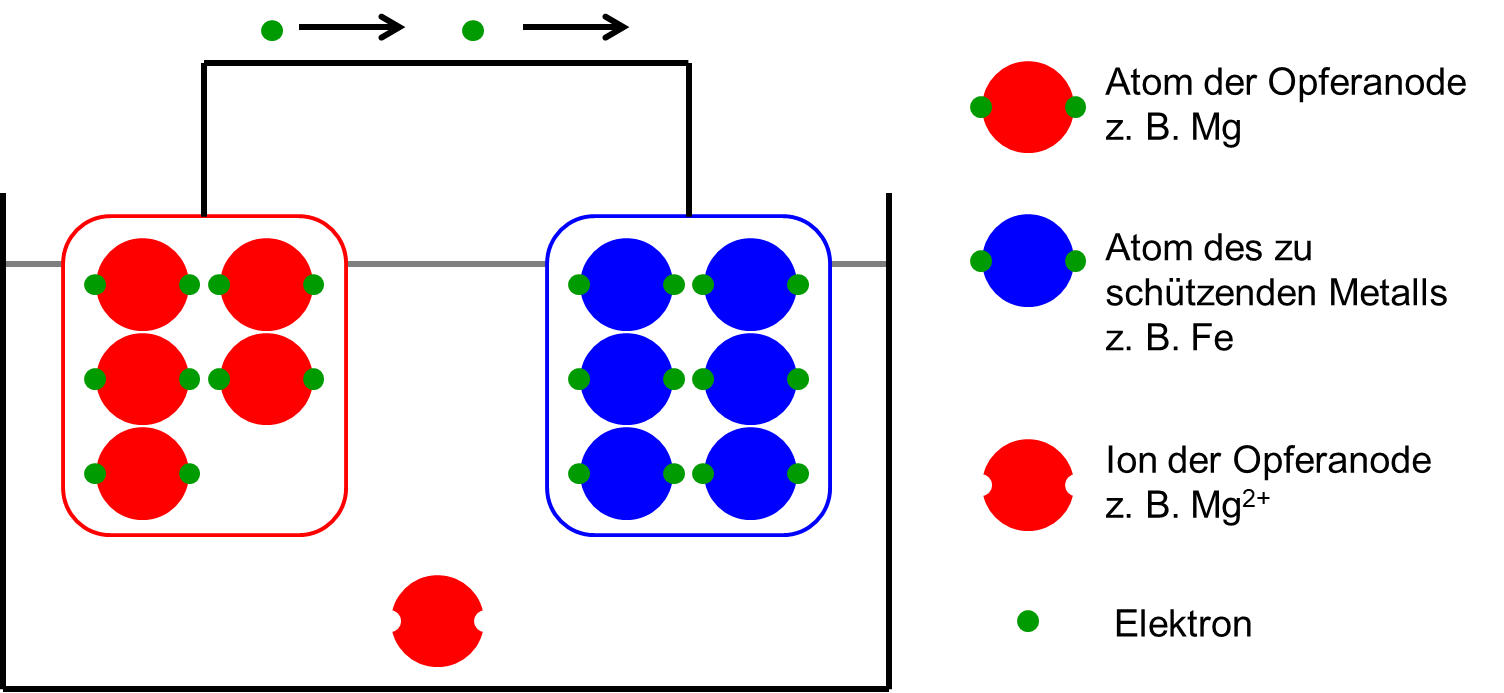 Atom der Opferanode
z. B. Mg
Atom des zu
schützenden Metalls
z. B. Fe
Ion der Opferanode
z. B. Mg²⁺
Elektron